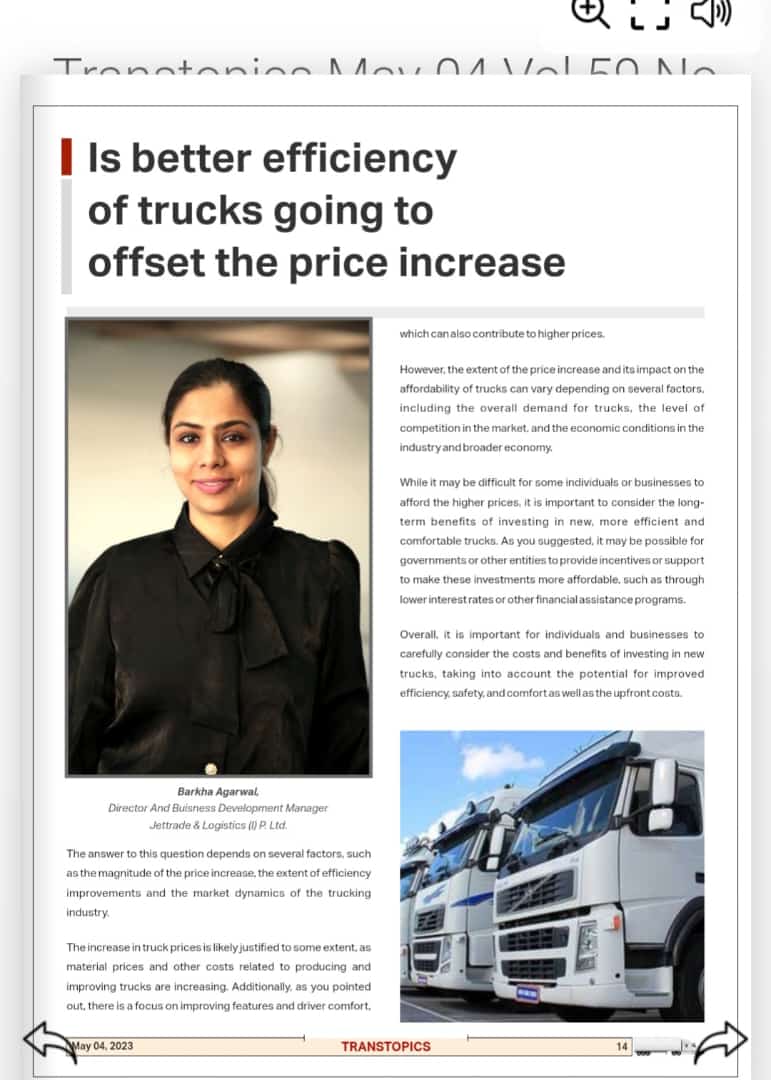 Transtopics May 04 Vol 59 No
Is better efficiency
of trucks going to
offset the price increase
Barkha Agarwal,
Director And Buisness Development Manager
Jettrade & Logistics (I) P. Ltd.
The answer to this question depends on several factors, such
as the magnitude of the price increase, the extent of efficiency
improvements and the market dynamics of the trucking
industry.
The increase in truck prices is likely justified to some extent, as
material prices and other costs related to producing and
improving trucks are increasing. Additionally, as you pointed
out, there is a focus on improving features and driver comfort,
which can also contribute to higher prices.
However, the extent of the price increase and its impact on the
affordability of trucks can vary depending on several factors,
including the overall demand for trucks, the level of
competition in the market, and the economic conditions in the
industry and broader economy.
While it may be difficult for some individuals or businesses to
afford the higher prices, it is important to consider the long-
term benefits of investing in new, more efficient and
comfortable trucks. As you suggested, it may be possible for
governments or other entities to provide incentives or support
to make these investments more affordable, such as through
lower interest rates or other financial assistance programs.
Overall, it is important for individuals and businesses to
carefully consider the costs and benefits of investing in new
trucks, taking into account the potential for improved
efficiency, safety, and comfort as well as the upfront costs.
May 04, 2023
TRANSTOPICS
14